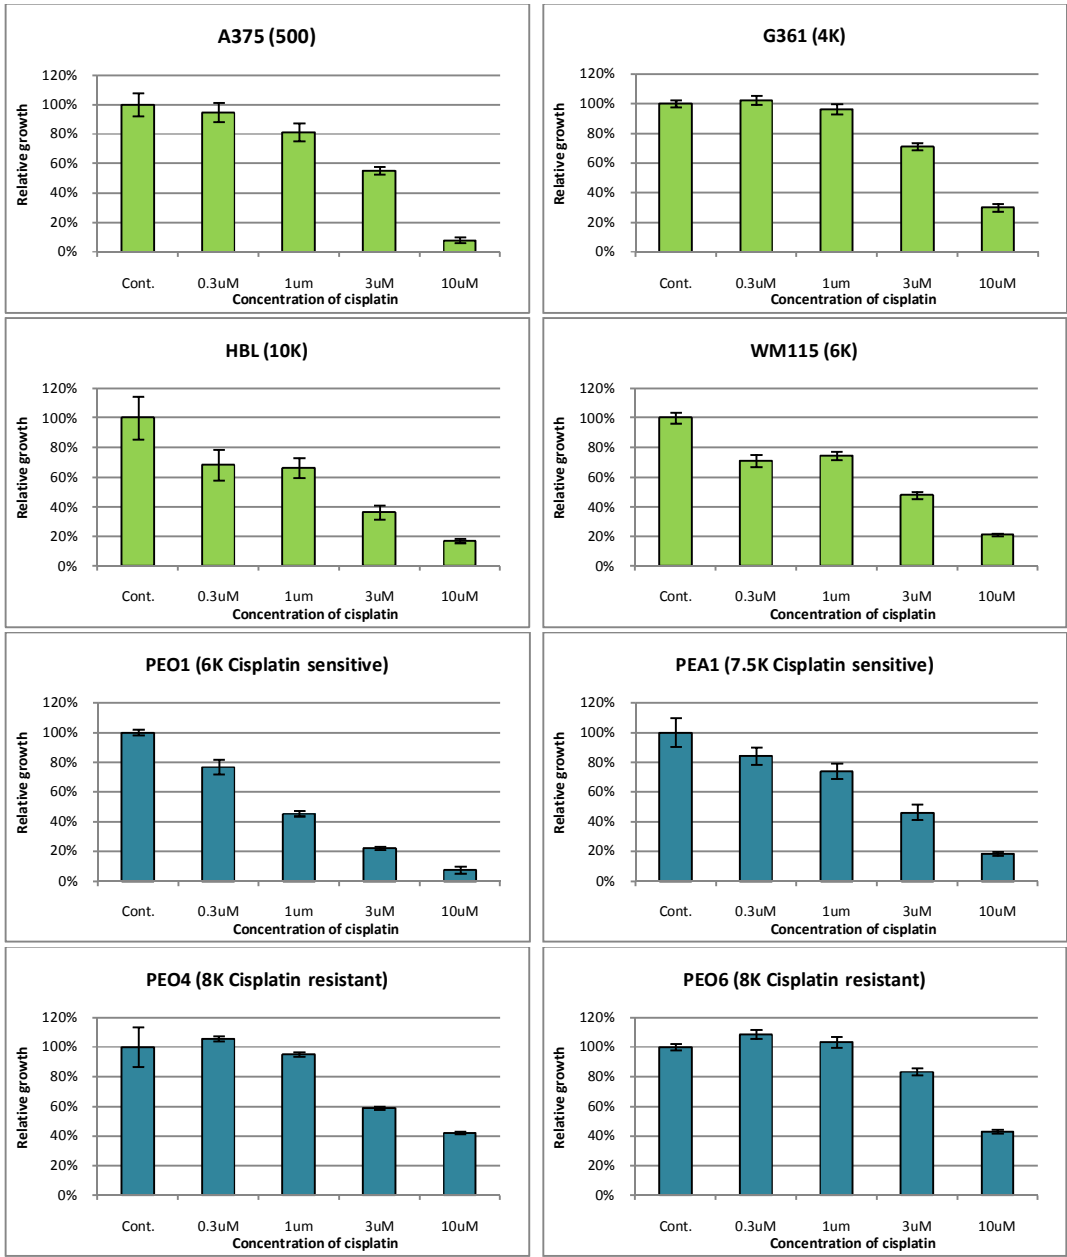 A375 (500)
Relative growth
120%
100%
80%
60%
40%
20%
0%
Cont. 0.3uM 1um 3uM 10uM
Concentration of cisplatin
G361 (4K)
Relative growth
120%
100%
80%
60%
40%
20%
0%
Cont. 0.3uM 1um 3uM 10uM
Concentration of cisplatin
HBL (10K)
Relative growth
120%
100%
80%
60%
40%
20%
0%
Cont. 0.3uM 1um 3uM 10uM
Concentration of cisplatin
WM115 (6K)
Relative growth
120%
100%
80%
60%
40%
20%
0%
Cont. 0.3uM 1um 3uM 10uM
Concentration of cisplatin
PEO1 (6K Cisplatin sensitive)
Relative growth
120%
100%
80%
60%
40%
20%
0%
Cont. 0.3uM 1um 3uM 10uM
Concentration of cisplatin
PEA1 (7.5K Cisplatin sensitive)
Relative growth
120%
100%
80%
60%
40%
20%
0%
Cont. 0.3uM 1um 3uM 10uM
Concentration of cisplatin
PEO4 (8K Cisplatin resistant)
Relative growth
120%
100%
80%
60%
40%
20%
0%
Cont. 0.3uM 1um 3uM 10uM
Concentration of cisplatin
PEO6 (8K Cisplatin resistant)
Relative growth
120%
100%
80%
60%
40%
20%
0%
Cont. 0.3uM 1um 3uM 10uM
Concentration of cisplatin